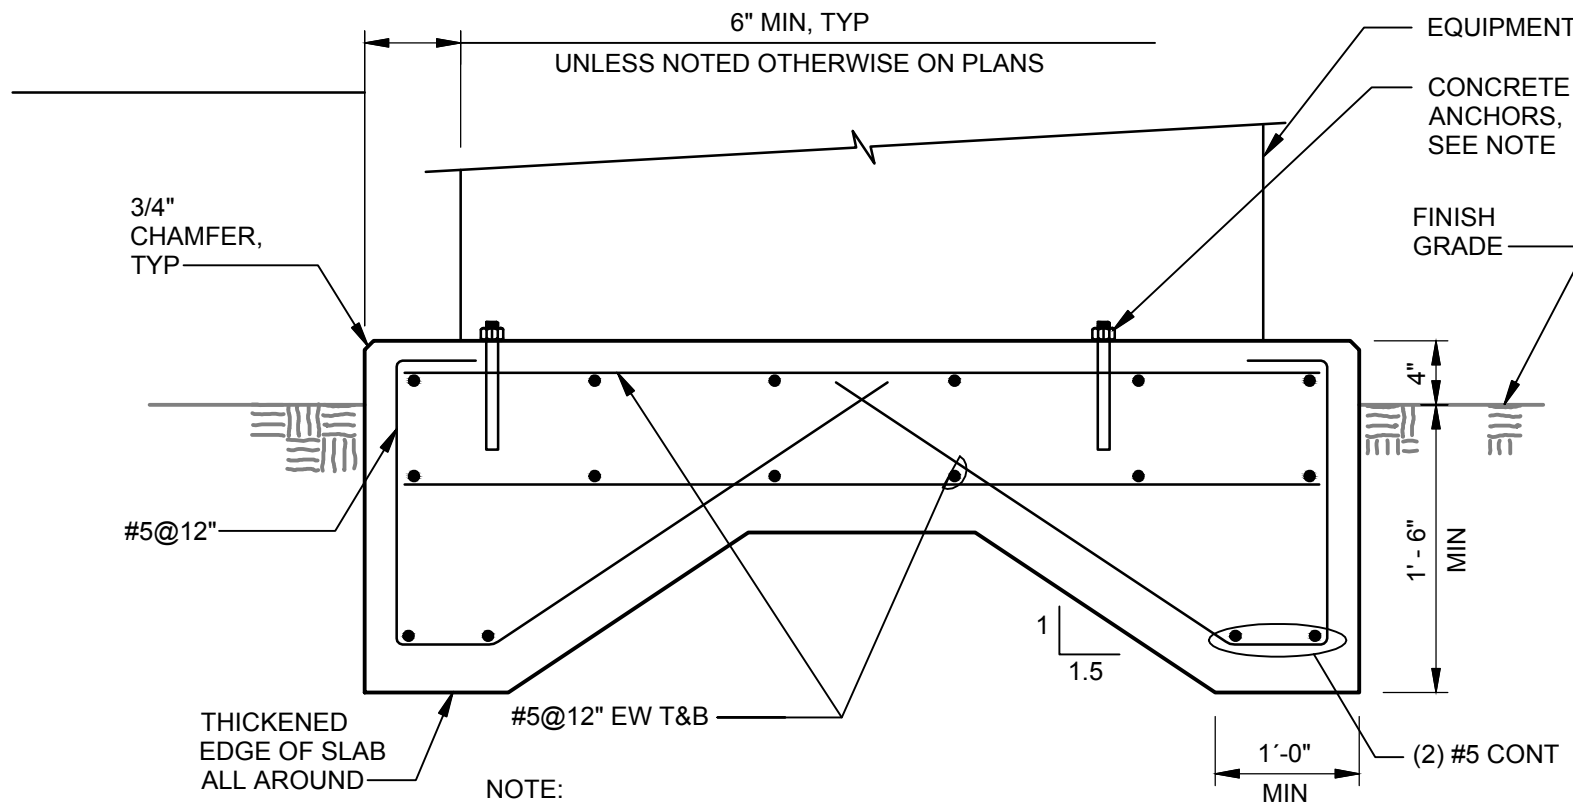 6" MIN, TYP
UNLESS NOTED OTHERWISE ON PLANS
EQUIPMENT
CONCRETE
ANCHORS,
SEE NOTE
3/4"
CHAMFER,
TYP
FINISH
GRADE
4"
#5@12"
1' - 6"
MIN
1
1.5
THICKENED
EDGE OF SLAB
ALL AROUND
#5@12" EW T&B
1´-0"
MIN
(2) #5 CONT
NOTE: